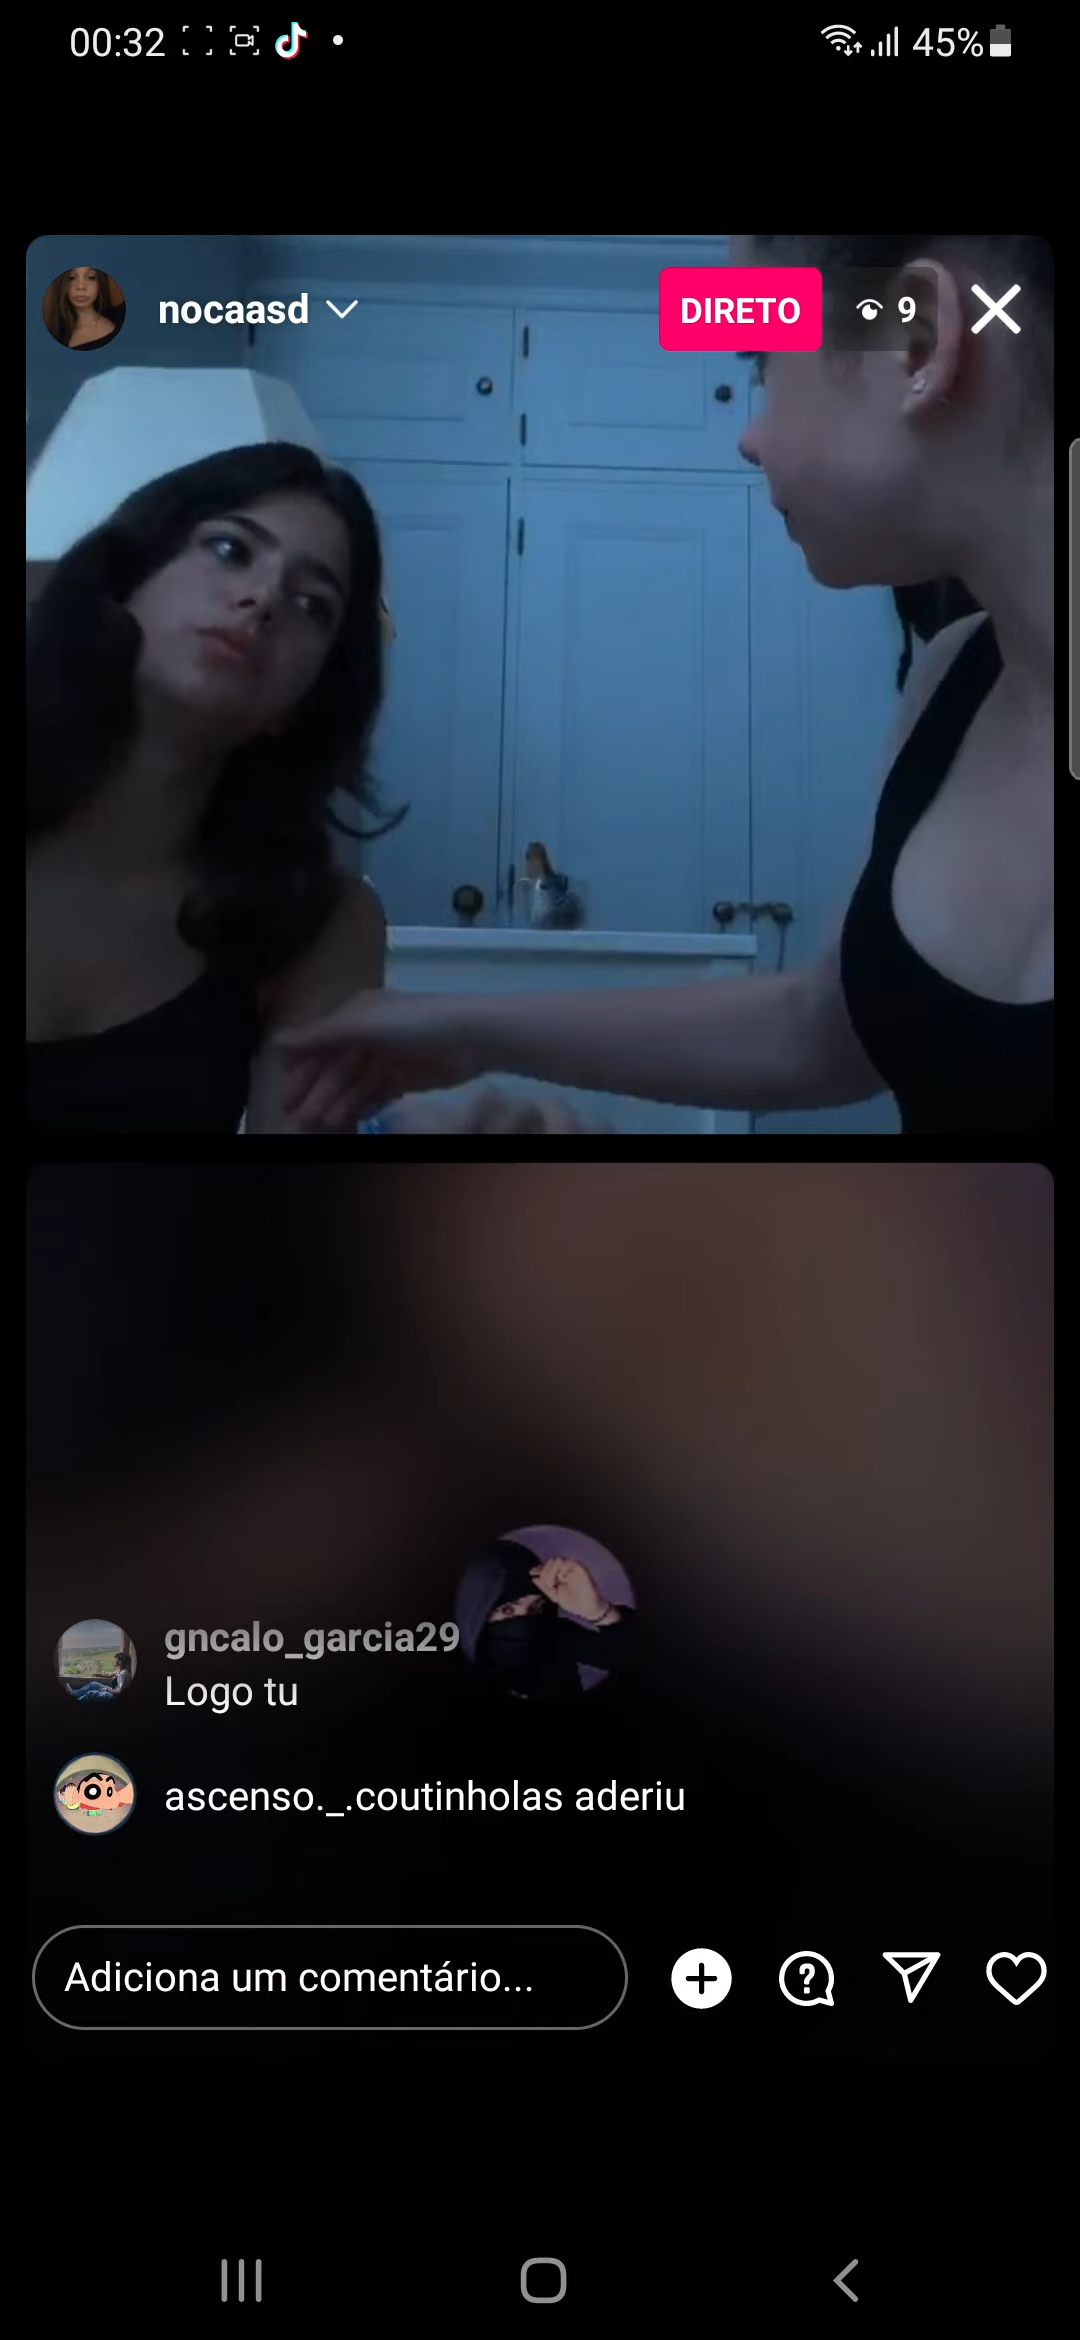 00:32
45%
nocaasd
DIRETO
9
gncalo_garcia29
Logo tu
ascenso._.coutinholas aderiu
Adiciona um comentário...